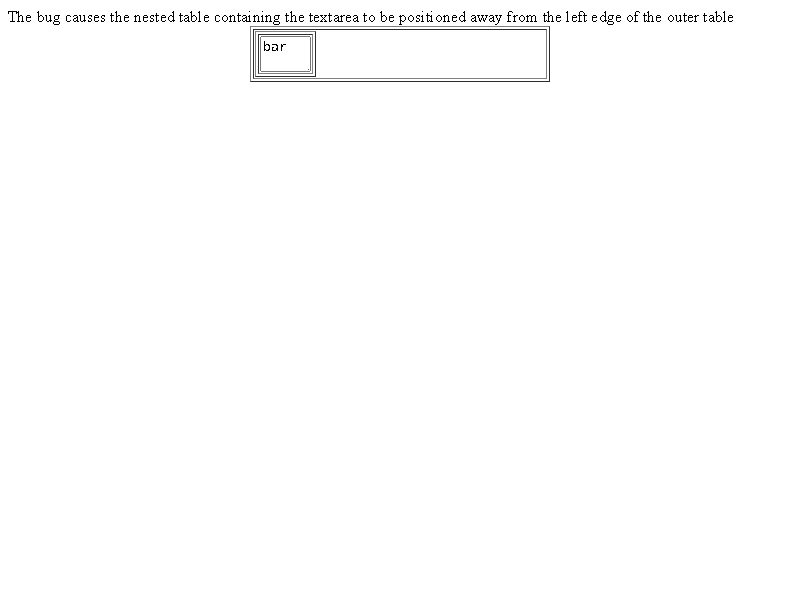 The bug causes the nested table containing the textarea to be positioned away from the left edge of the outer table
bar